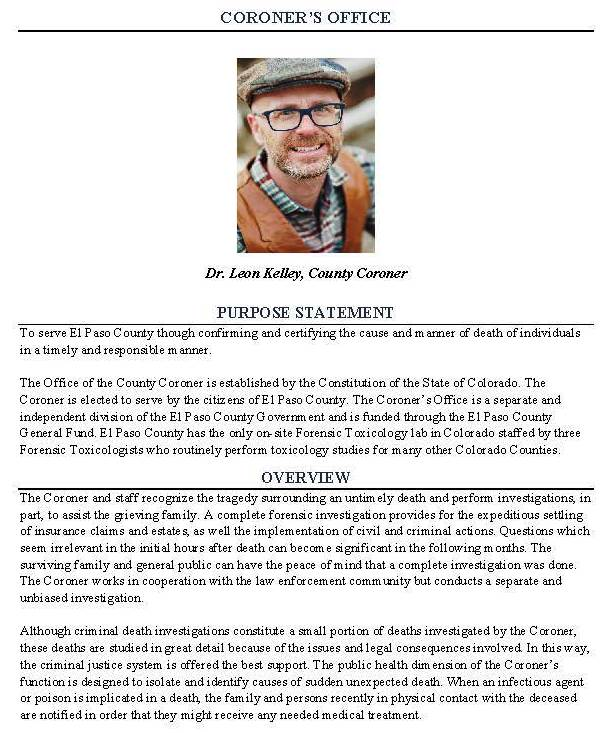 CORONER'S OFFICE
Dr. Leon Kelley, County Coroner
PURPOSE STATEMENT
To serve El Paso County though confirming and certifying the cause and manner of death of individuals
in a timely and responsible manner.
The Office of the County Coroner is established by the Constitution of the State of Colorado. The
Coroner is elected to serve by the citizens of El Paso County. The Coroner's Office is a separate and
independent division of the El Paso County Government and is funded through the El Paso County
General Fund. El Paso County has the only on-site Forensic Toxicology lab in Colorado staffed by three
Forensic Toxicologists who routinely perform toxicology studies for many other Colorado Counties.
OVERVIEW
The Coroner and staff recognize the tragedy surrounding an untimely death and perform investigations, in
part, to assist the grieving family. A complete forensic investigation provides for the expeditious settling
of insurance claims and estates, as well the implementation of civil and criminal actions. Questions which
seem irrelevant in the initial hours after death can become significant in the following months. The
surviving family and general public can have the peace of mind that a complete investigation was done.
The Coroner works in cooperation with the law enforcement community but conducts a separate and
unbiased investigation.
Although criminal death investigations constitute a small portion of deaths investigated by the Coroner,
these deaths are studied in great detail because of the issues and legal consequences involved. In this way,
the criminal justice system is offered the best support. The public health dimension of the Coroner's
function is designed to isolate and identify causes of sudden unexpected death. When an infectious agent
or poison is implicated in a death, the family and persons recently in physical contact with the deceased
are notified in order that they might receive any needed medical treatment.